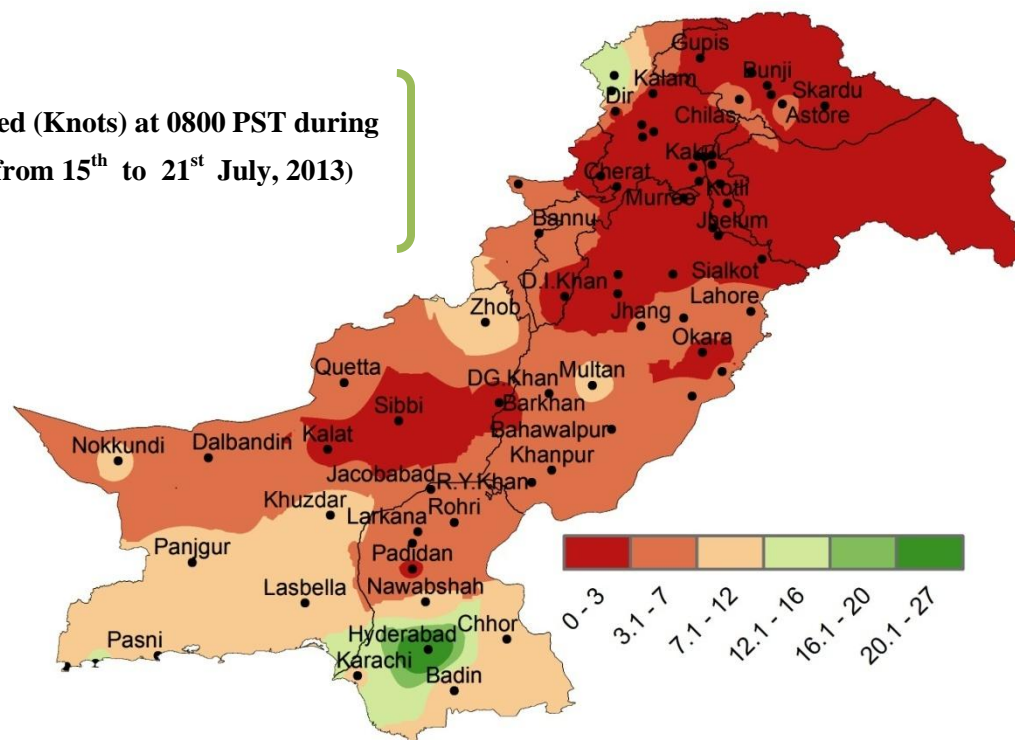 ed (Knots) at 0800 PST during
from 15th to 21st July, 2013)
Gupis
Bunji
Kalam
Skardu
Dir
Chilas
Astore
Kakul
Cherat
Kotli
Murree
Jhelum
Bannu
Sialkot
D.I.Khan
Lahore
Zhob
Jhang
Okara
Quetta
DG.Khan
Multan
Sibbi
Barkhan
Nokkundi
Dalbandin
Kalat
Bahawalpur
Khanpur
Jacobabad
R.Y.Khan
Khuzdar
Rohri
Larkana
Panjgur
Padidan
Lasbella
Nawabshah
Pasni
Hyderabad
Chhor
Karachi
Badin
0 - 3
3.1 - 7
7.1 - 12
12.1 - 16
16.1 - 20
20.1 - 27